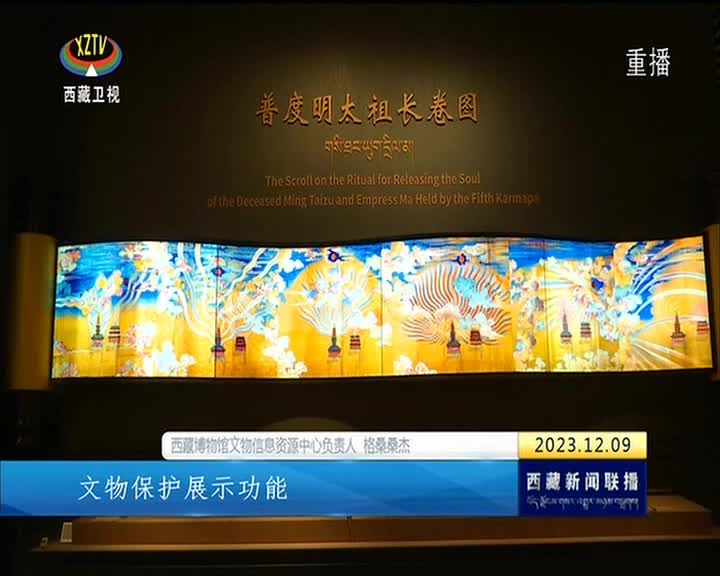 XZTV
西藏卫视
重播
普度明太祖长卷图
The Scroll on the Ritual for Releasing the Soul
of the Deceased Ming Taizu and Empress Ma Held by the Fifth Karmapa
西藏博物馆文物信息资源中心负责人 格桑桑杰
2023.12.09
文物保护展示功能
西藏新闻联播